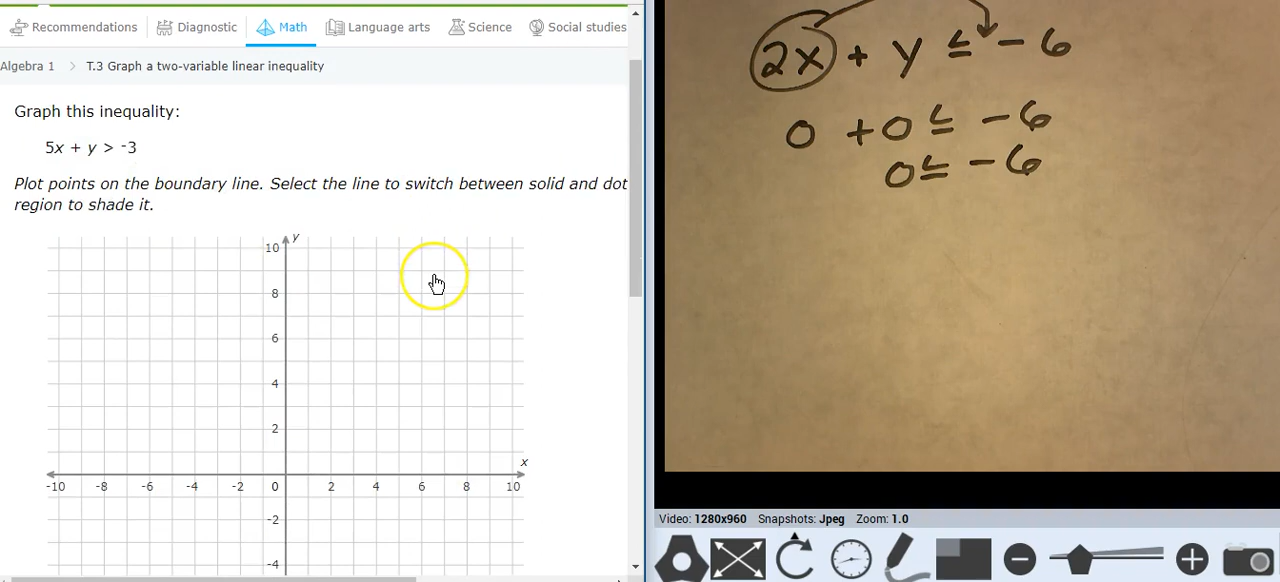 Recommendations Diagnostic Math Language arts Science Social studies
Algebra 1 > T.3 Graph a two-variable linear inequality
Graph this inequality:
5x + y > -3
Plot points on the boundary line. Select the line to switch between solid and dot
region to shade it.
y
10
8
6
4
2
x
-10 -8 -6 -4 -2 0 2 4 6 8 10
-2
-4
2x + y ≤ -6
0 + 0 ≤ -6
0 ≤ -6
Video: 1280x960 Snapshots: Jpeg Zoom: 1.0